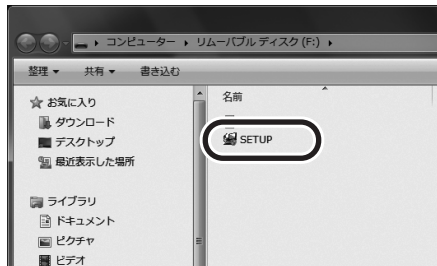 コンピューター ▸ リムーバブル ディスク (F:) ▸
整理 ▼ 共有 ▼ 書き込む
お気に入り
ダウンロード
デスクトップ
最近表示した場所
ライブラリ
ドキュメント
ピクチャ
ビデオ
名前
SETUP